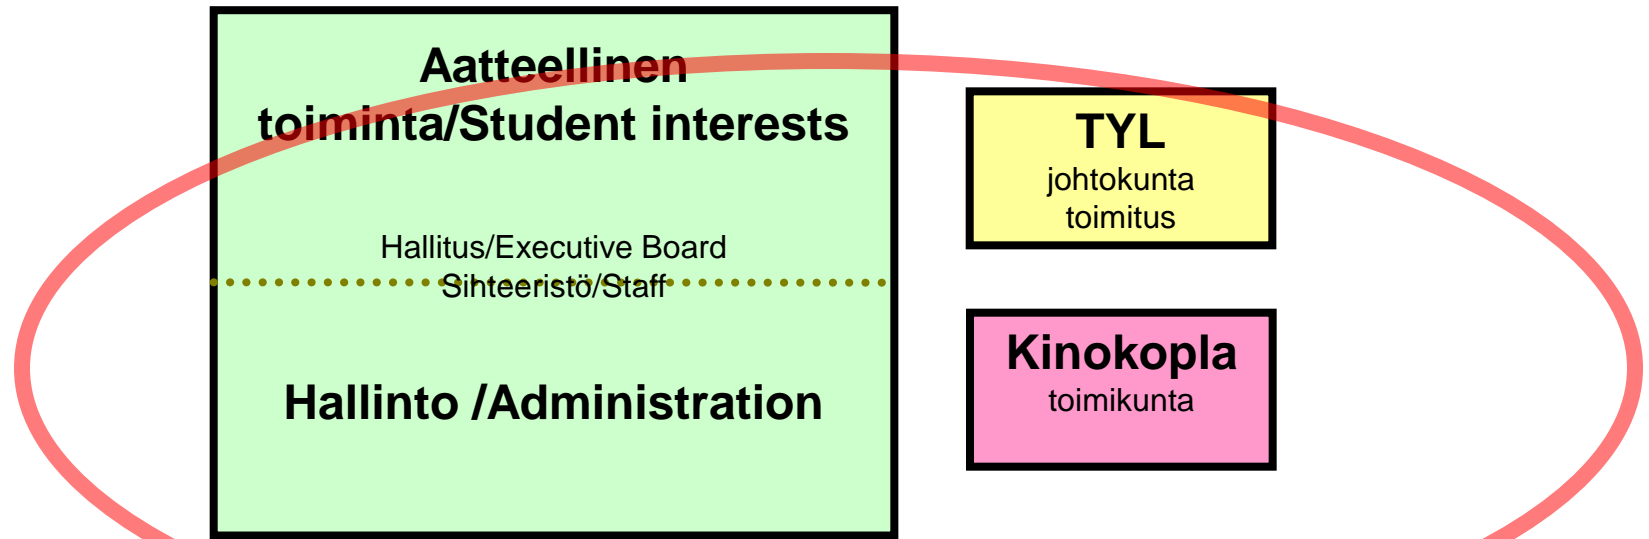 Aatteellinen
toiminta/Student interests
Hallitus/Executive Board
Sihteeristö/Staff
Hallinto /Administration
TYL
johtokunta
toimitus
Kinokopla
toimikunta